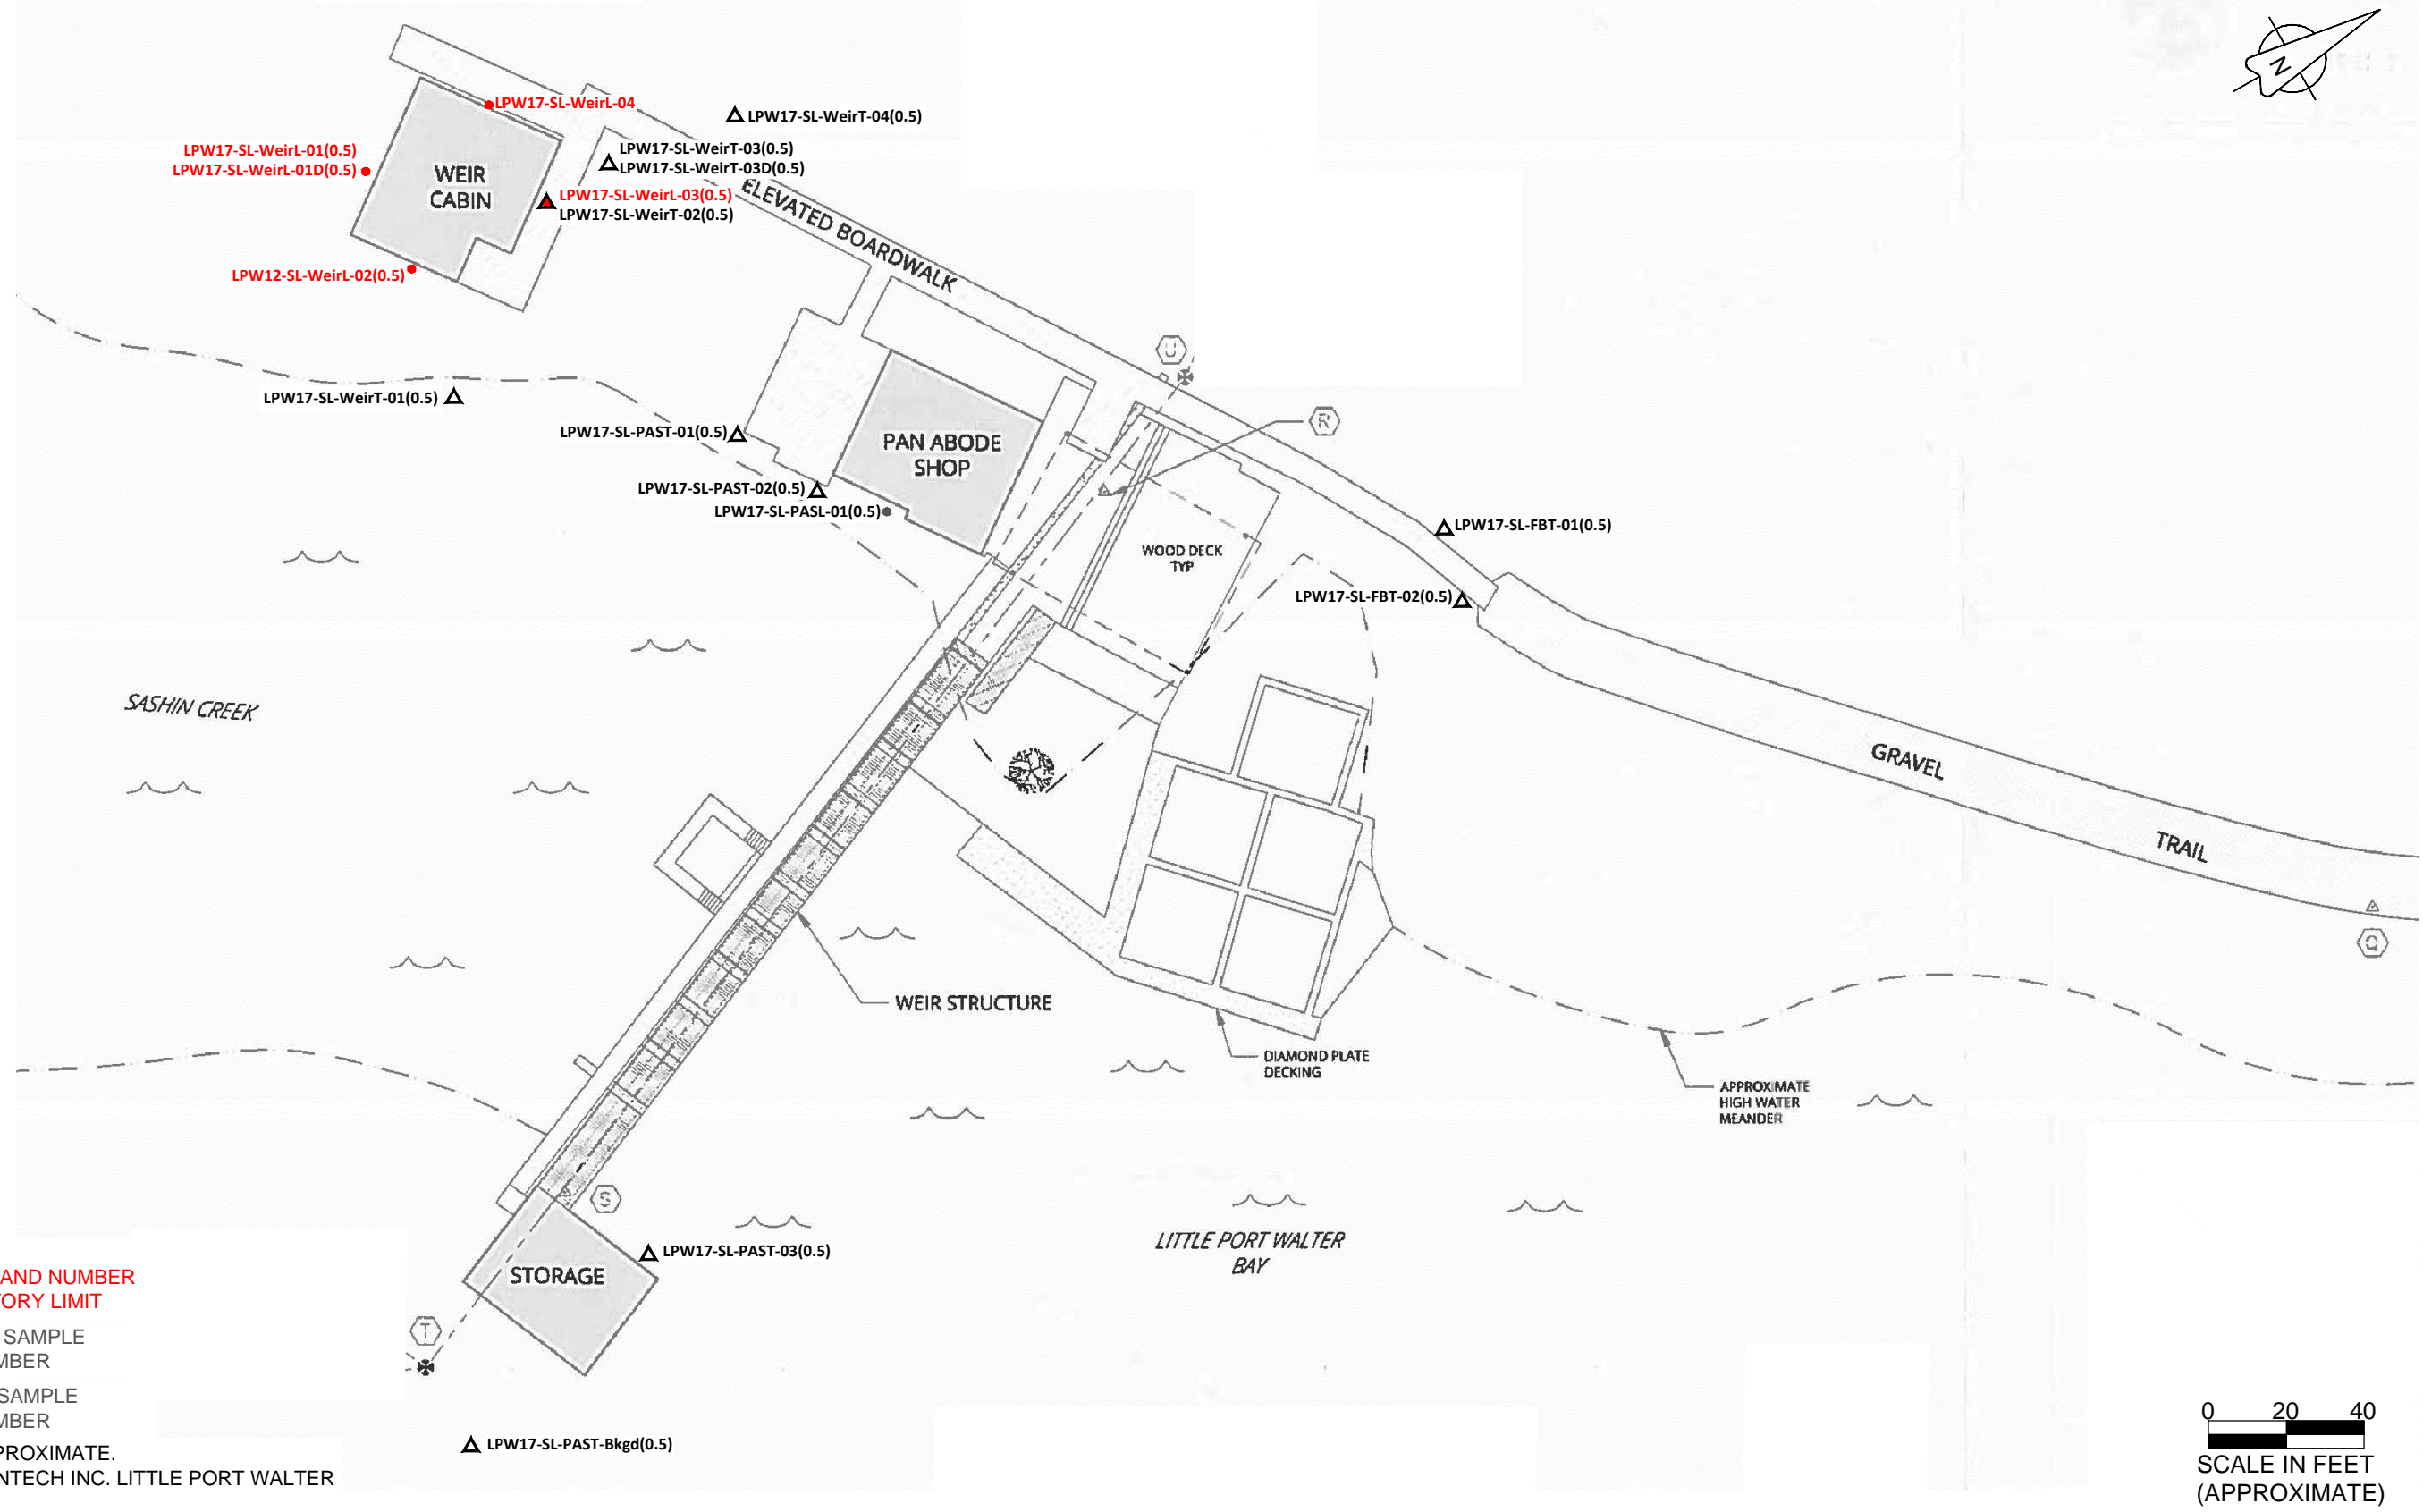 N
LPW17-SL-WeirL-04
LPW17-SL-WeirT-04(0.5)
LPW17-SL-WeirL-01(0.5)
LPW17-SL-WeirL-01D(0.5)
WEIR
CABIN
LPW17-SL-WeirT-03(0.5)
LPW17-SL-WeirT-03D(0.5)
LPW17-SL-WeirL-03(0.5)
LPW17-SL-WeirT-02(0.5)
ELEVATED BOARDWALK
LPW12-SL-WeirL-02(0.5)
U
LPW17-SL-WeirT-01(0.5)
R
LPW17-SL-PAST-01(0.5)
PAN ABODE
SHOP
LPW17-SL-PAST-02(0.5)
LPW17-SL-PASL-01(0.5)
LPW17-SL-FBT-01(0.5)
WOOD DECK
TYP
LPW17-SL-FBT-02(0.5)
SASHIN CREEK
GRAVEL
TRAIL
Q
WEIR STRUCTURE
DIAMOND PLATE
DECKING
APPROXIMATE
HIGH WATER
MEANDER
S
LITTLE PORT WALTER
BAY
LPW17-SL-PAST-03(0.5)
STORAGE
AND NUMBER
TORY LIMIT
T
SAMPLE
MBER
SAMPLE
MBER
LPW17-SL-PAST-Bkgd(0.5)
PROXIMATE.
NTECH INC. LITTLE PORT WALTER
0 20 40
SCALE IN FEET
(APPROXIMATE)